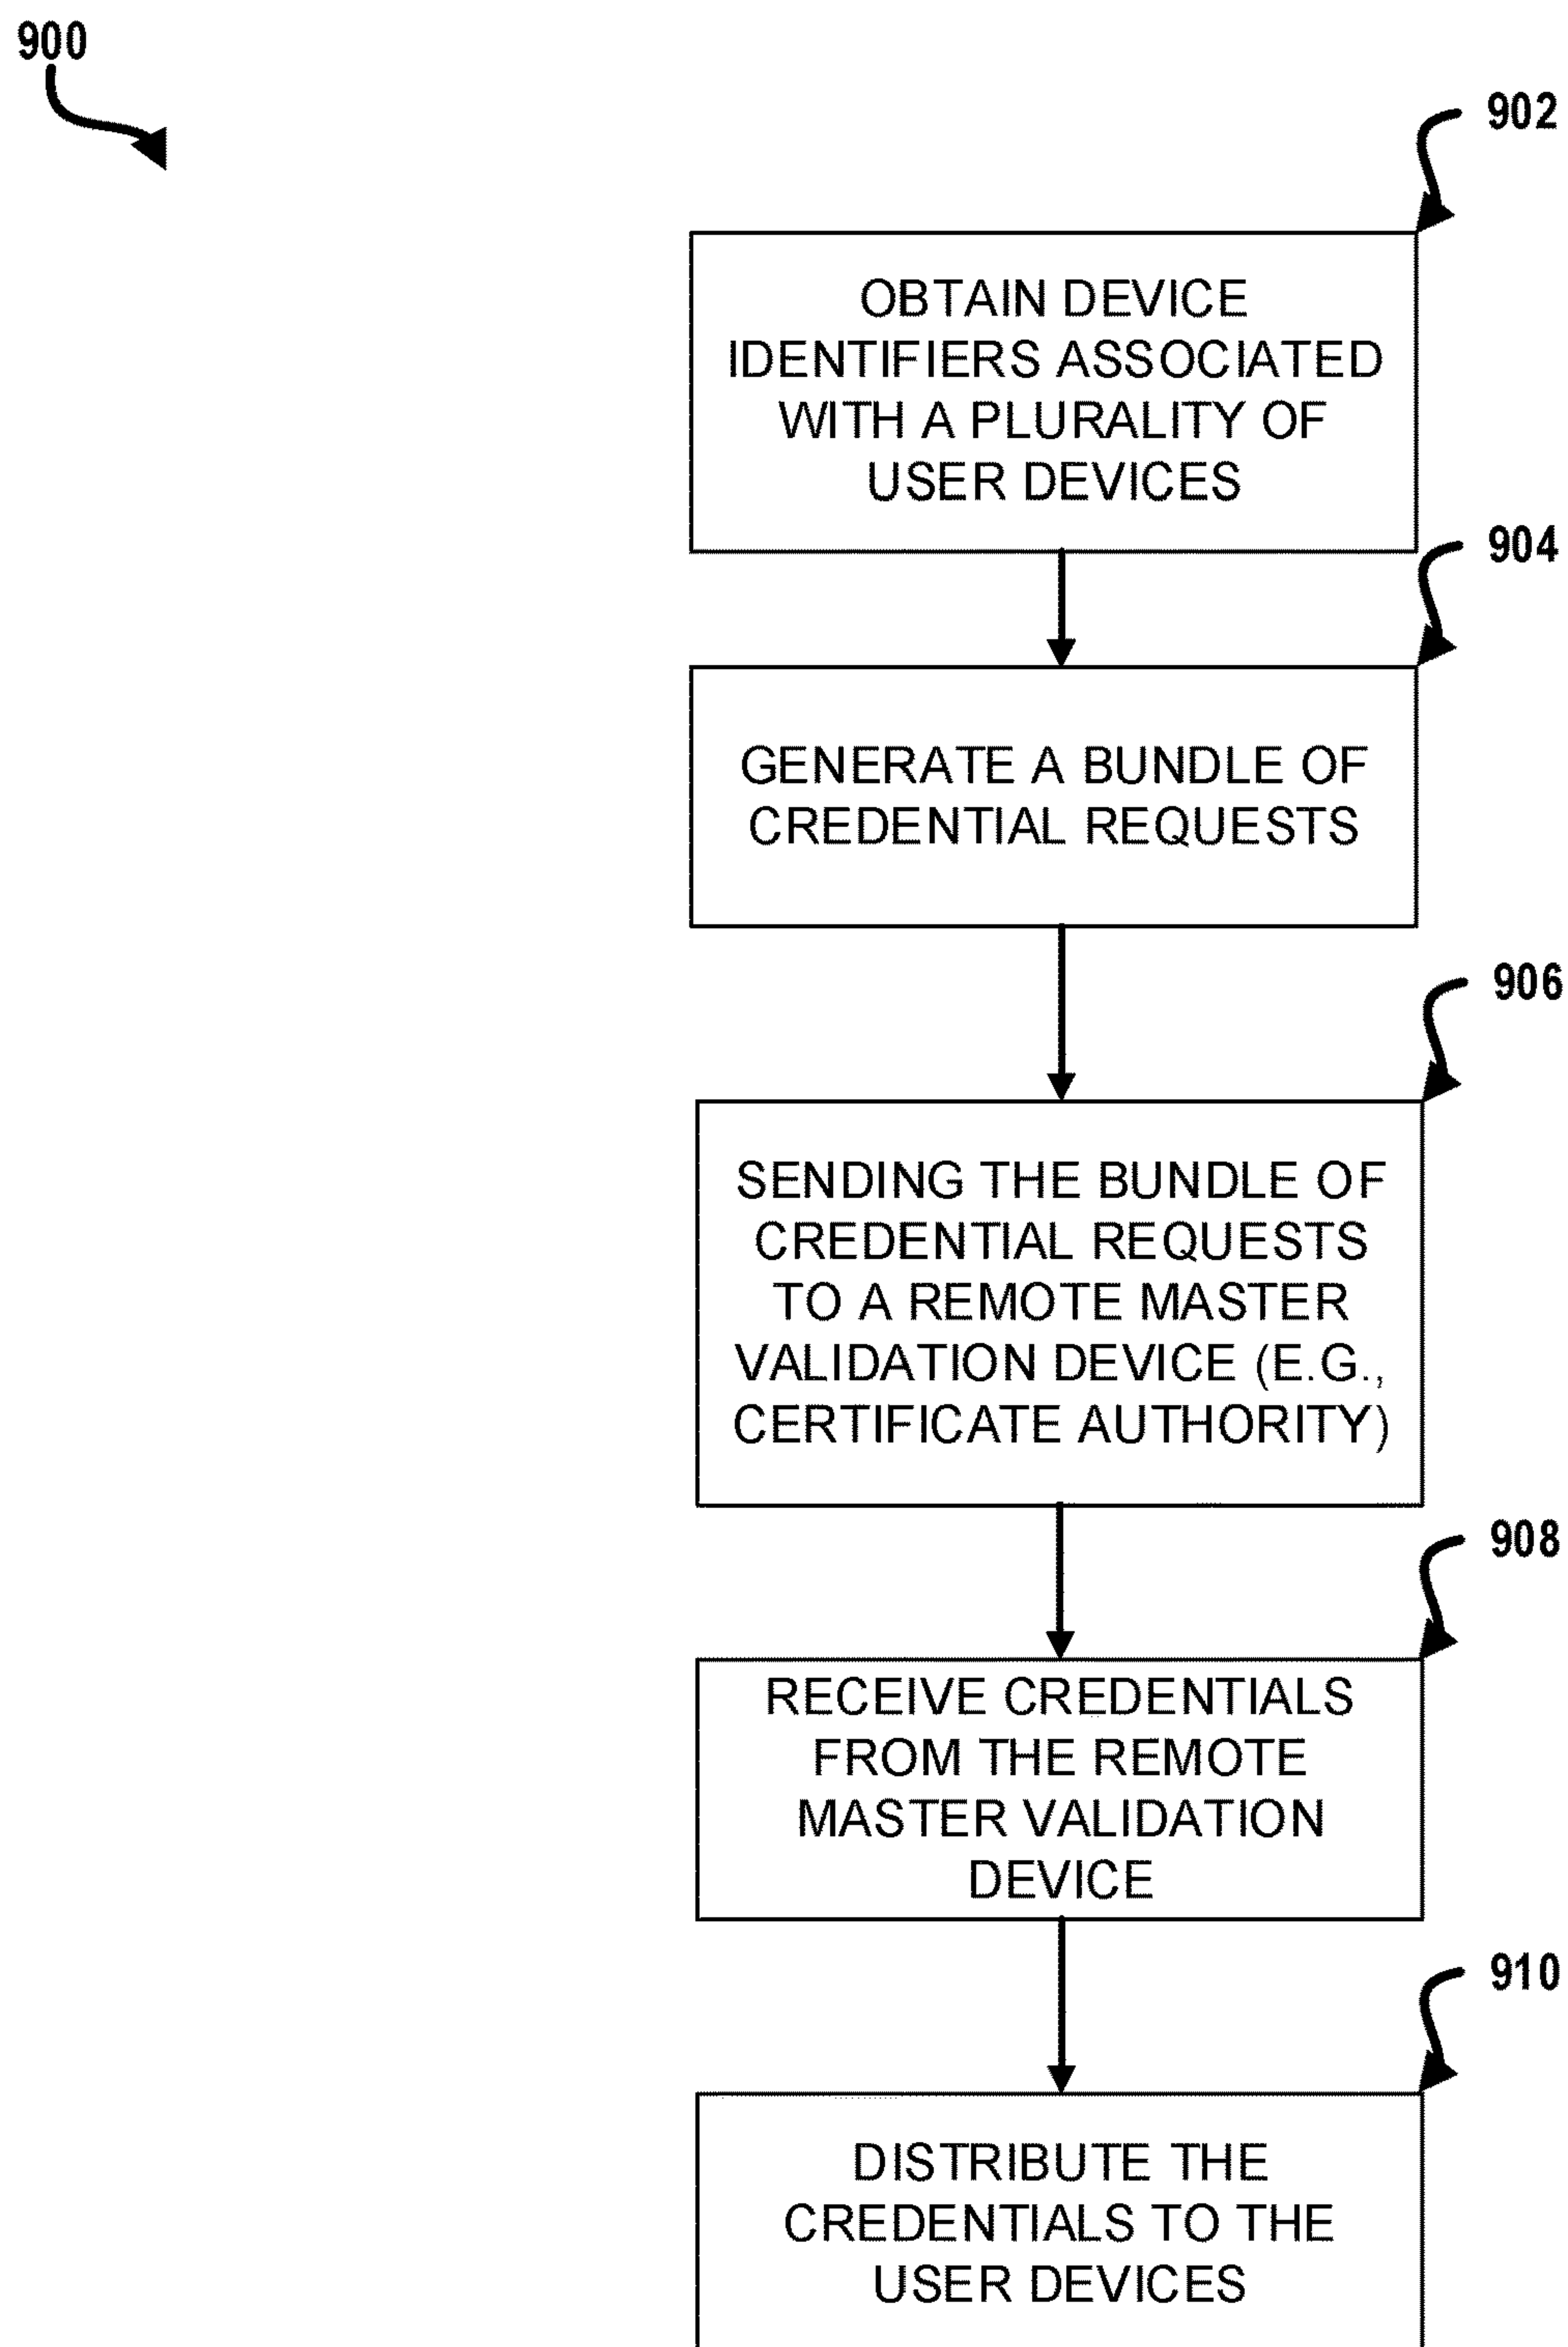 900
902
OBTAIN DEVICE
IDENTIFIERS ASSOCIATED
WITH A PLURALITY OF
USER DEVICES
904
GENERATE A BUNDLE OF
CREDENTIAL REQUESTS
906
SENDING THE BUNDLE OF
CREDENTIAL REQUESTS
TO A REMOTE MASTER
VALIDATION DEVICE (E.G.,
CERTIFICATE AUTHORITY)
908
RECEIVE CREDENTIALS
FROM THE REMOTE
MASTER VALIDATION
DEVICE
910
DISTRIBUTE THE
CREDENTIALS TO THE
USER DEVICES